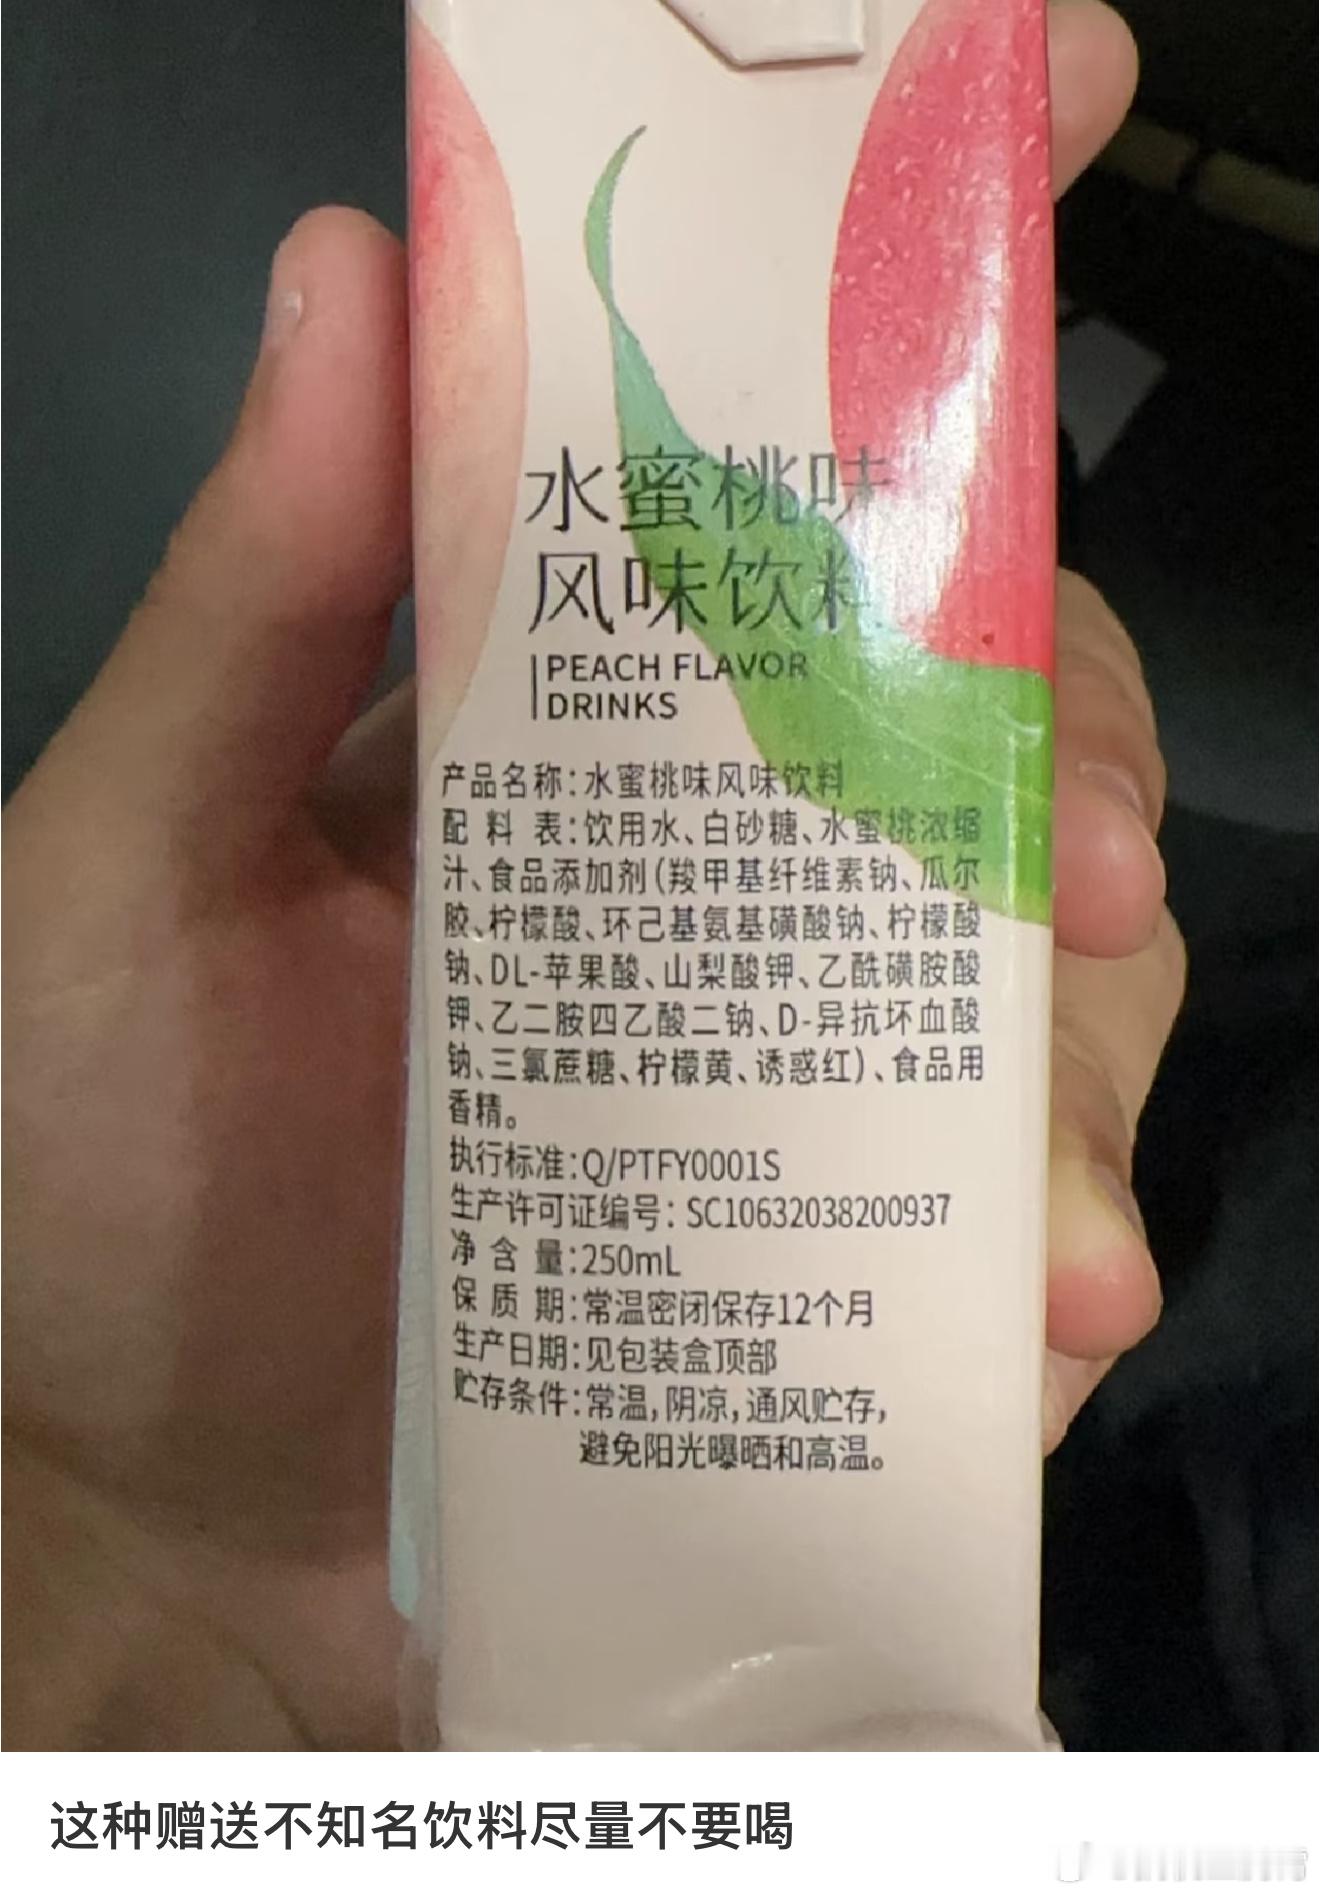 水蜜桃味
风味饮料
PEACH FLAVOR
DRINKS
产品名称：水蜜桃味风味饮料
配料表：饮用水、白砂糖、水蜜桃浓缩
汁、食品添加剂（羧甲基纤维素钠、瓜尔
胶、柠檬酸、环己基氨基磺酸钠、柠檬酸
钠、DL-苹果酸、山梨酸钾、乙酰磺胺酸
钾、乙二胺四乙酸二钠、D-异抗坏血酸
钠、三氯蔗糖、柠檬黄、诱惑红）、食品用
香精。
执行标准：Q/PTFY0001S
生产许可证编号：SC10632038200937
净含量：250mL
保质期：常温密闭保存12个月
生产日期：见包装盒顶部
贮存条件：常温，阴凉，通风贮存，
避免阳光曝晒和高温。
这种赠送不知名饮料尽量不要喝